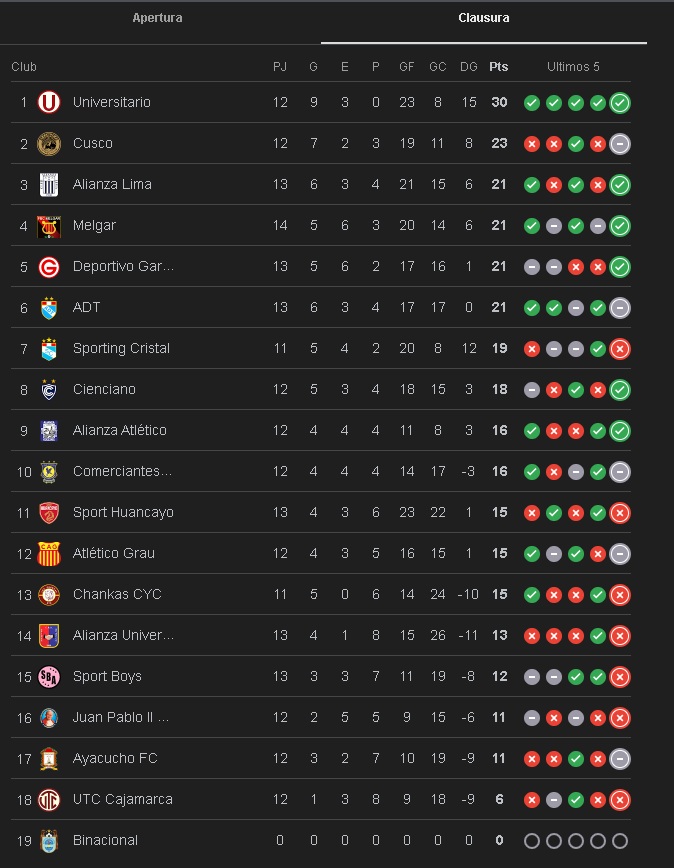 Apertura Clausura
Club PJ G E P GF GC DG Pts Ultimos 5
1 Universitario 12 9 3 0 23 8 15 30
2 Cusco 12 7 2 3 19 11 8 23
3 Alianza Lima 13 6 3 4 21 15 6 21
4 Melgar 14 5 6 3 20 14 6 21
5 Deportivo Gar... 13 5 6 2 17 16 1 21
6 ADT 13 6 3 4 17 17 0 21
7 Sporting Cristal 11 5 4 2 20 8 12 19
8 Cienciano 12 5 3 4 18 15 3 18
9 Alianza Atlético 12 4 4 4 11 8 3 16
10 Comerciantes... 12 4 4 4 14 17 -3 16
11 Sport Huancayo 13 4 3 6 23 22 1 15
12 Atlético Grau 12 4 3 5 16 15 1 15
13 Chankas CYC 11 5 0 6 14 24 -10 15
14 Alianza Univer... 13 4 1 8 15 26 -11 13
15 Sport Boys 13 3 3 7 11 19 -8 12
16 Juan Pablo II ... 12 2 5 5 9 15 -6 11
17 Ayacucho FC 12 3 2 7 10 19 -9 11
18 UTC Cajamarca 12 1 3 8 9 18 -9 6
19 Binacional 0 0 0 0 0 0 0 0